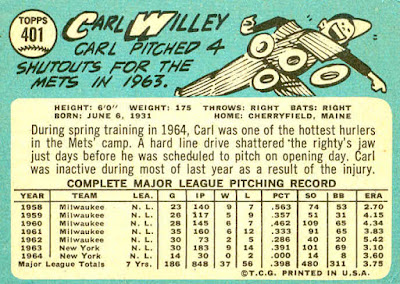 TOPPS
401
CARL WILLEY
CARL PITCHED 4
SHUTOUTS FOR THE
METS IN 1963.
OOO
HEIGHT: 6'0" WEIGHT: 175 THROWS: RIGHT BATS: RIGHT
BORN: JUNE 6, 1931 HOME: CHERRYFIELD, MAINE
During spring training in 1964, Carl was one of the hottest hurlers
in the Mets' camp. A hard line drive shattered the righty's jaw
just days before he was scheduled to pitch on opening day. Carl
was inactive during most of last year as a result of the injury.
COMPLETE MAJOR LEAGUE PITCHING RECORD
YEAR TEAM LEA. G IP W L PCT SO BB ERA
1958 Milwaukee N. L. 23 140 9 7 .563 74 53 2.70
1959 Milwaukee N. L. 26 117 5 9 .357 51 31 4.15
1960 Milwaukee N. L. 28 145 6 7 .462 109 65 4.34
1961 Milwaukee N. L. 35 160 6 12 .333 91 65 3.83
1962 Milwaukee N. L. 30 73 2 5 .286 40 20 5.42
1963 New York N. L. 30 183 9 14 .391 101 69 3.10
1964 New York N. L. 14 30 0 2 .000 14 8 3.60
Major League Totals 7 Yrs. 186 848 37 56 .398 480 311 3.75
©T.C.G. PRINTED IN U.S.A.